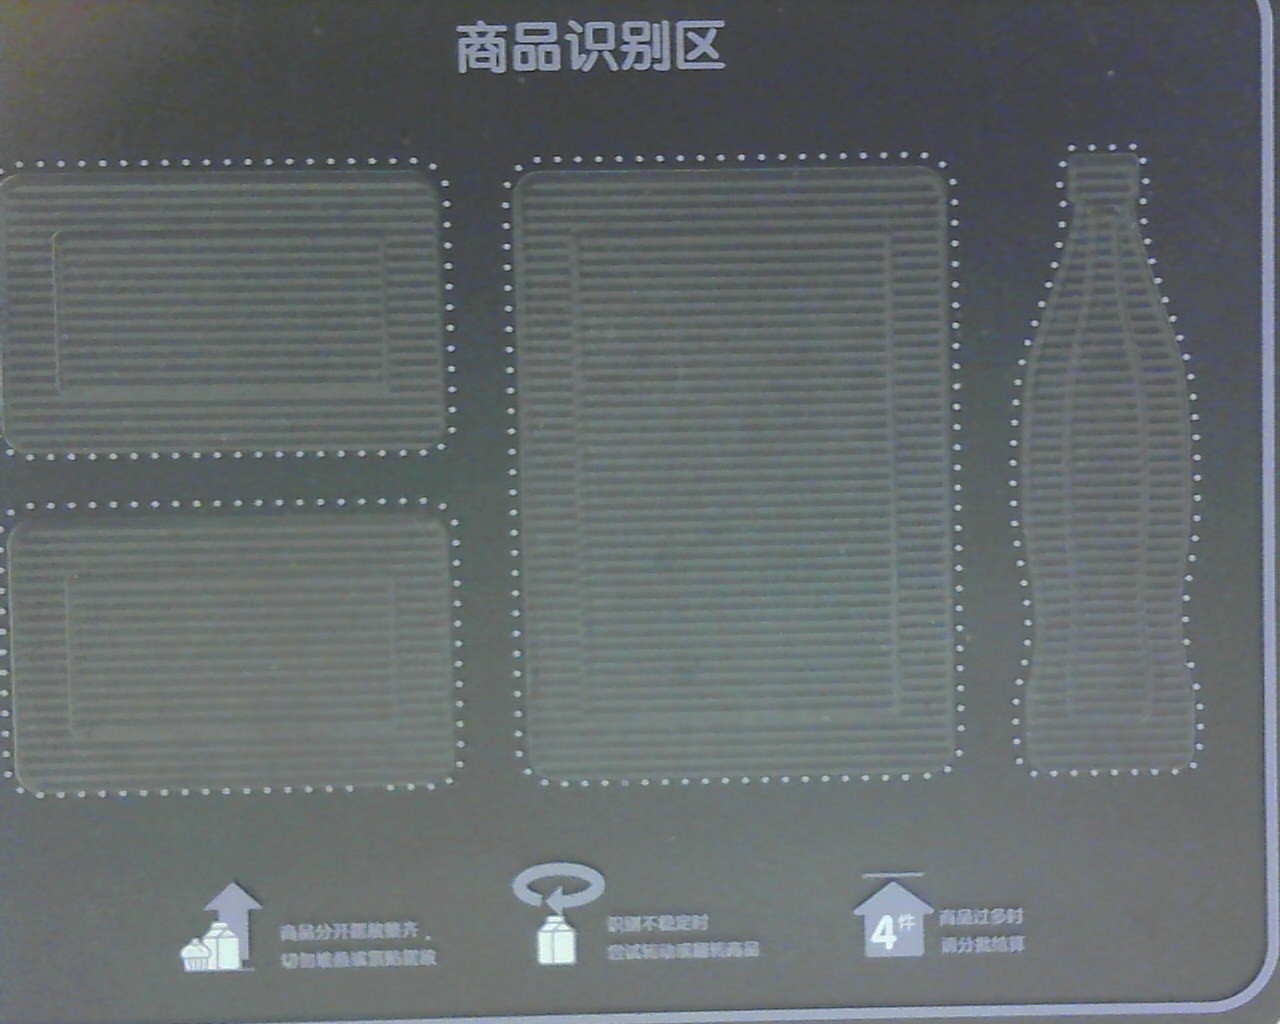 商品识别区
商品分开摆放整齐，
切勿堆叠或紧贴摆放
识别不稳定时
尝试转动或翻转商品
4件
商品过多时
请分批结算